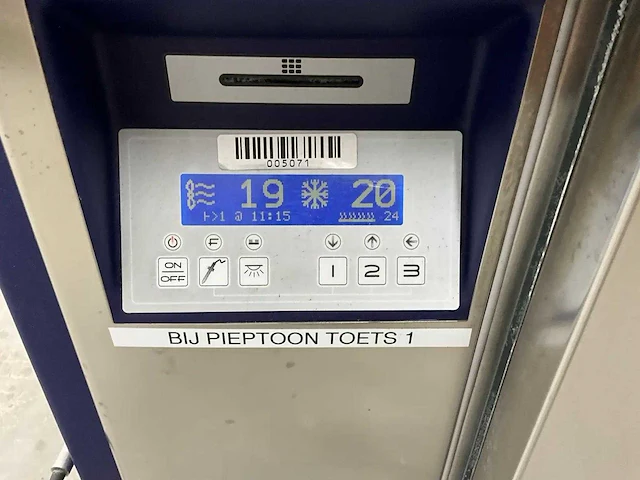 005071
19 20
1 @ 11:15 24
F
ON
OFF
1 2 3
BIJ PIEPTOON TOETS 1